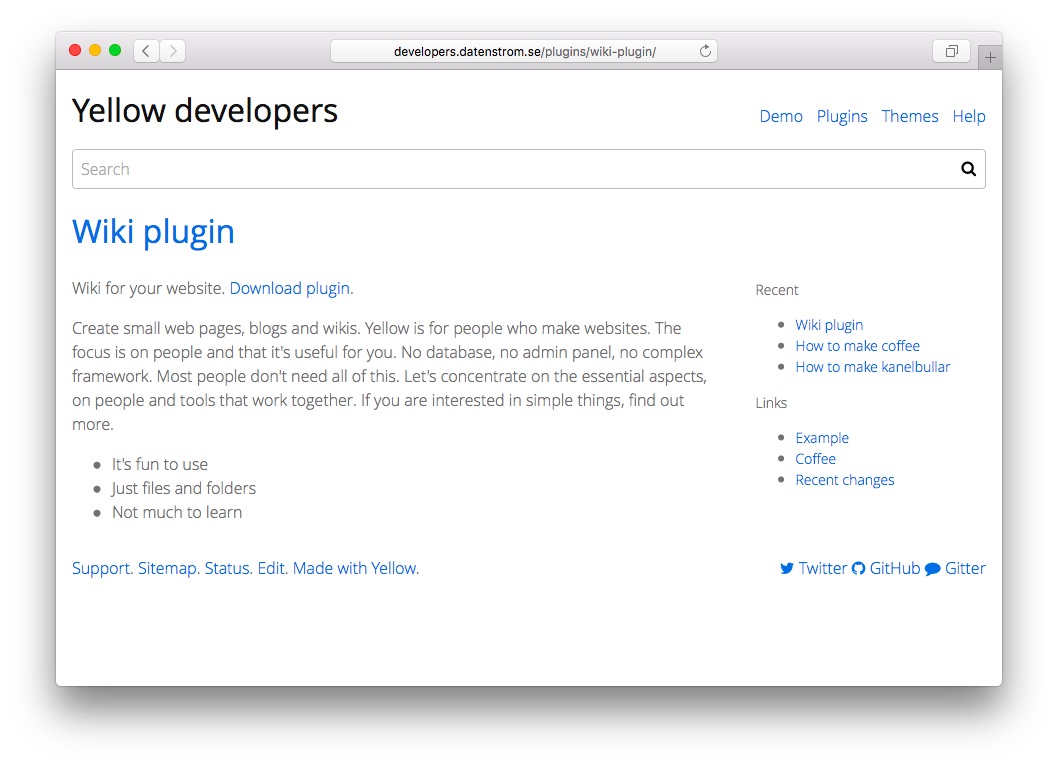 developers.datenstrom.se/plugins/wiki-plugin/
Yellow developers
Demo Plugins Themes Help
Search
Wiki plugin
Wiki for your website. Download plugin.
Create small web pages, blogs and wikis. Yellow is for people who make websites. The
focus is on people and that it's useful for you. No database, no admin panel, no complex
framework. Most people don't need all of this. Let's concentrate on the essential aspects,
on people and tools that work together. If you are interested in simple things, find out
more.
It's fun to use
Just files and folders
Not much to learn
Recent
Wiki plugin
How to make coffee
How to make kanelbullar
Links
Example
Coffee
Recent changes
Support. Sitemap. Status. Edit. Made with Yellow.
Twitter GitHub Gitter